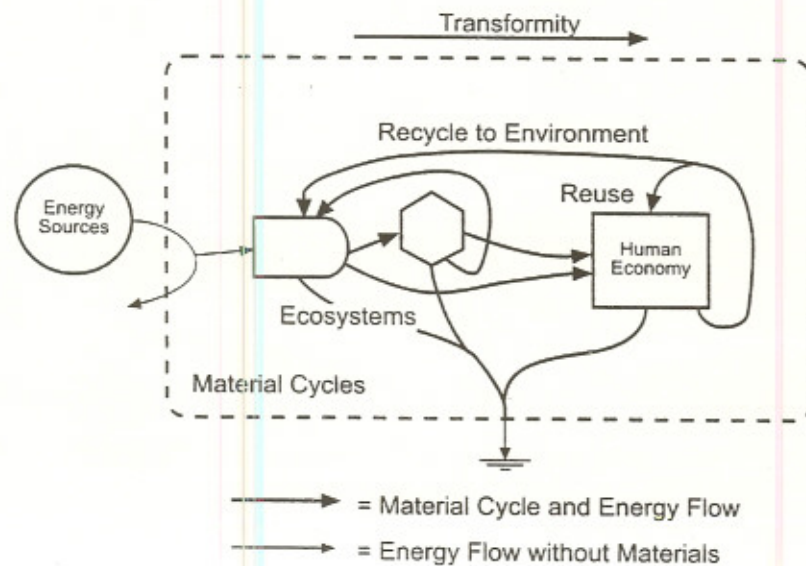 Transformity
Recycle to Environment
Energy
Sources
Reuse
Human
Economy
Ecosystems
Material Cycles
= Material Cycle and Energy Flow
= Energy Flow without Materials